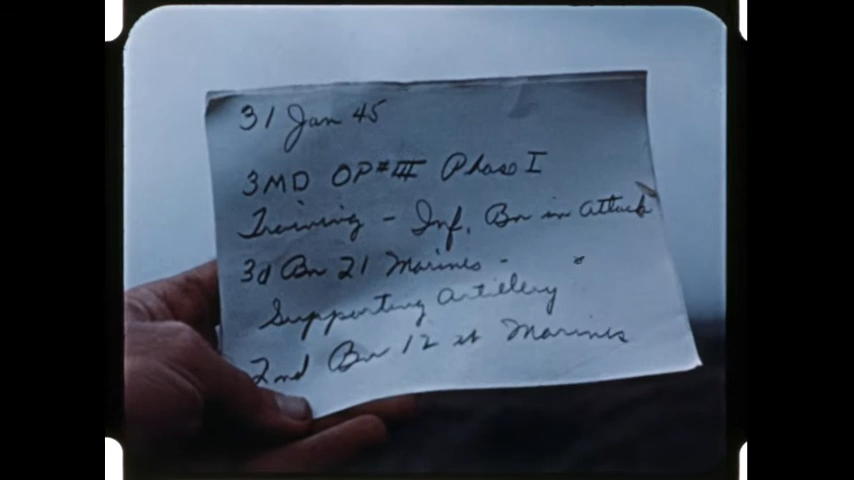 31 Jan 45
3MD OP#III Phase I
Training - Inf. Bn in Attack
3d Bn 21 Marines -
Supporting Artillery
2nd Bn 12 th Marines